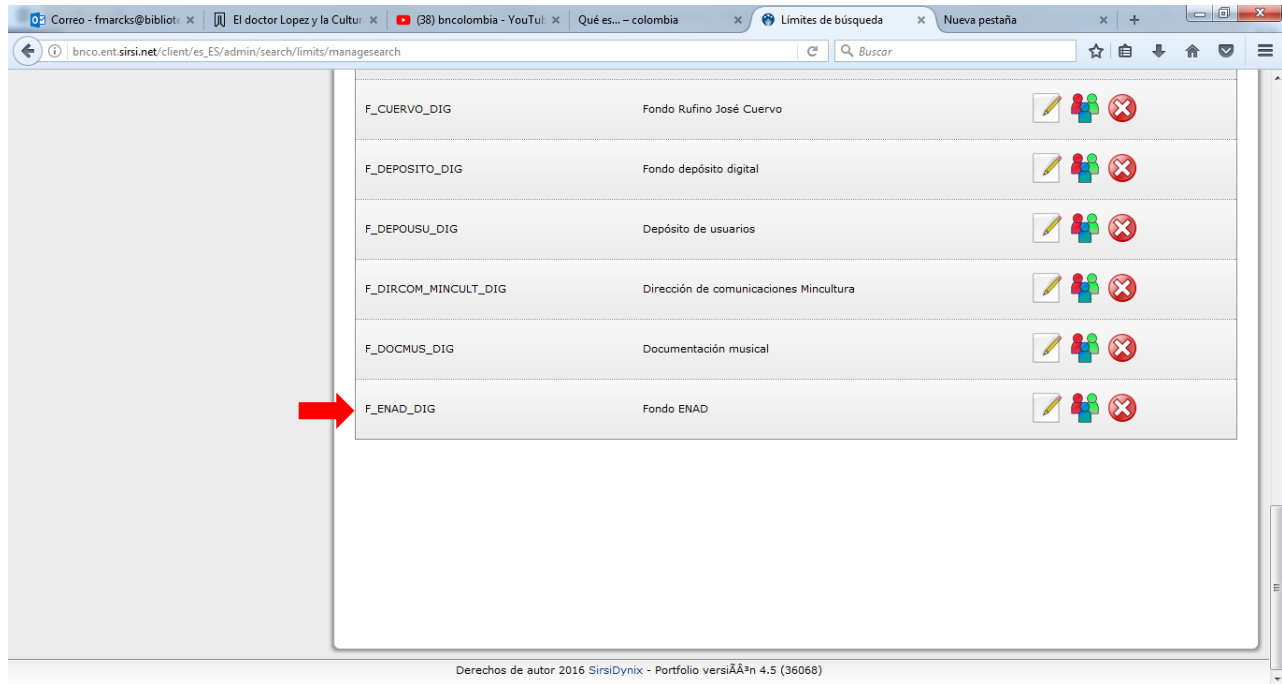 Correo - fmarcks@bibliote
El doctor Lopez y la Cultur
(38) bncolombia - YouTub
Qué es... – colombia
Límites de búsqueda
Nueva pestaña
bnco.ent.sirsi.net/client/es_ES/admin/search/limits/managesearch
Buscar
F_CUERVO_DIG Fondo Rufino José Cuervo
F_DEPOSITO_DIG Fondo depósito digital
F_DEPOUSU_DIG Depósito de usuarios
F_DIRCOM_MINCULT_DIG Dirección de comunicaciones Mincultura
F_DOCMUS_DIG Documentación musical
F_ENAD_DIG Fondo ENAD
Derechos de autor 2016 SirsiDynix - Portfolio versiÃÂ³n 4.5 (36068)